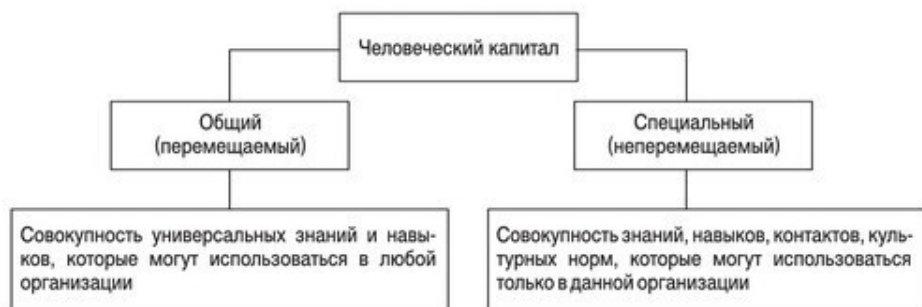 Человеческий капитал
Общий
(перемещаемый)
Специальный
(неперемещаемый)
Совокупность универсальных знаний и навы-
ков, которые могут использоваться в любой
организации
Совокупность знаний, навыков, контактов, куль-
турных норм, которые могут использоваться
только в данной организации